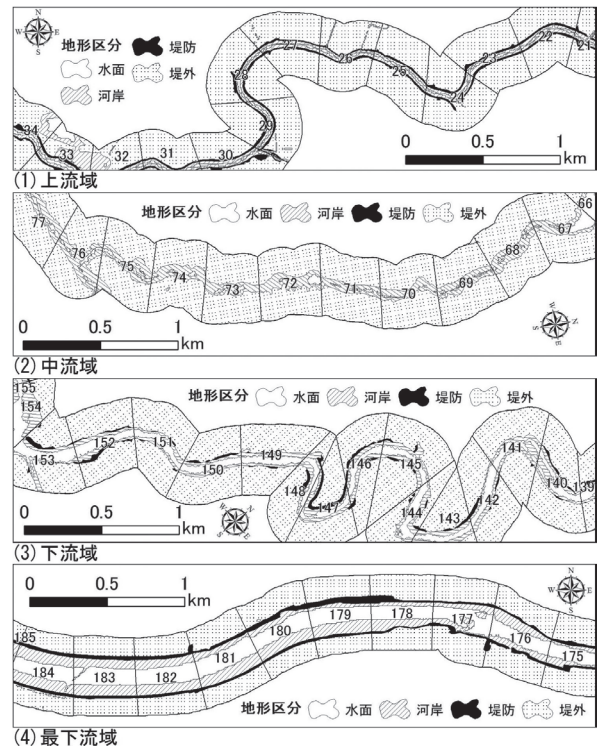 地形区分 堤防
水面 堤外
河岸
21 22 23 24 25 26 27 28 29 30 31 32 33 34
0 0.5 1
km
(1) 上流域
地形区分 水面 河岸 堤防 堤外
66 67 68 69 70 71 72 73 74 75 76 77
0 0.5 1
km
(2) 中流域
地形区分 水面 河岸 堤防 堤外
139 140 141 142 143 144 145 146 147 148 149 150 151 152 153 154 155
0 0.5 1
km
(3) 下流域
0 0.5 1
km
175 176 177 178 179 180 181 182 183 184 185
地形区分 水面 河岸 堤防 堤外
(4) 最下流域